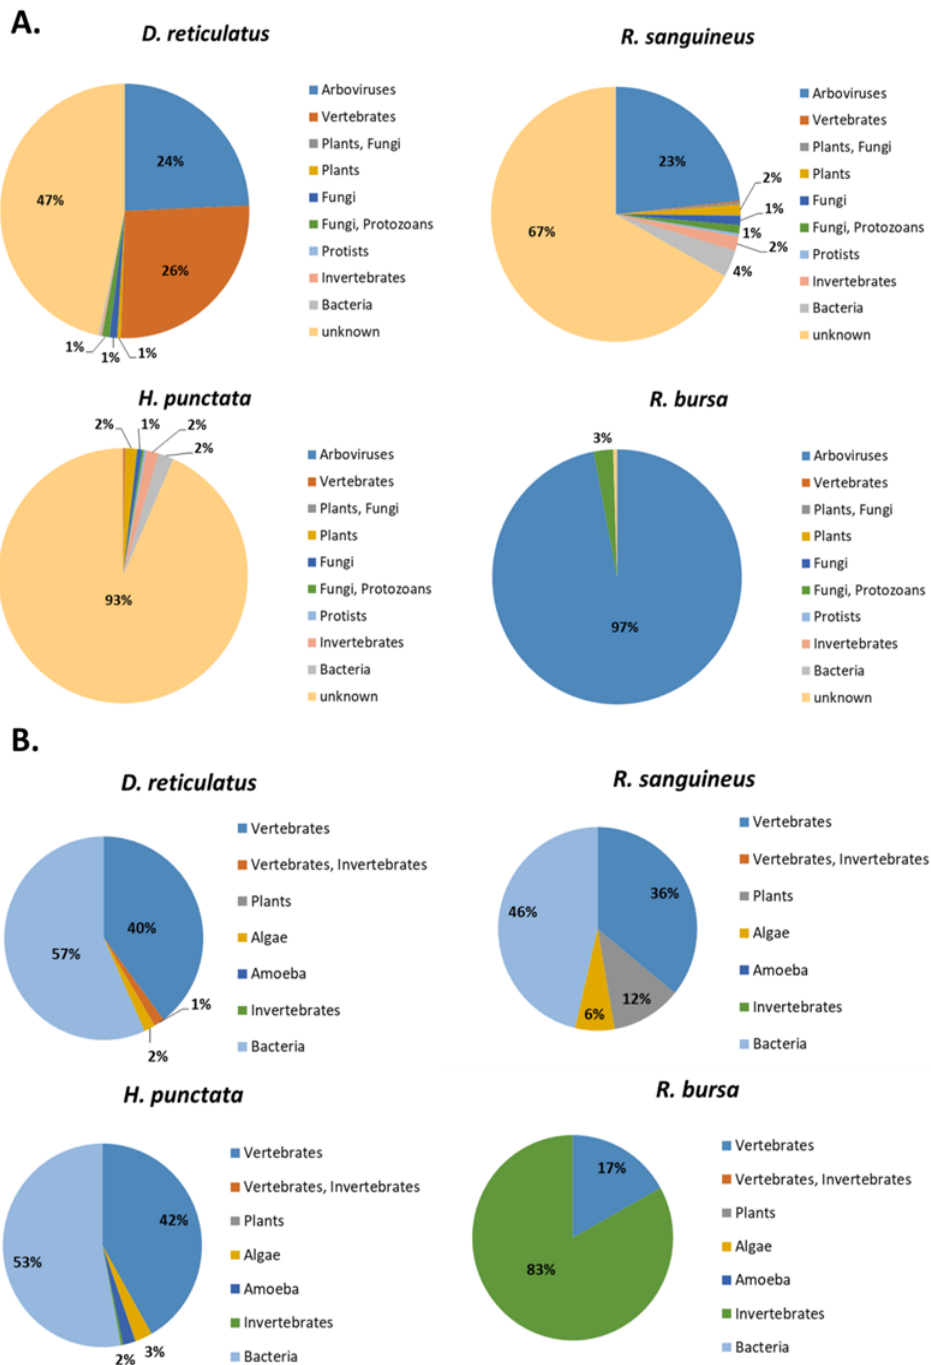 A.
D. reticulatus
24%
26%
47%
1%
1%
1%
Arboviruses
Vertebrates
Plants, Fungi
Plants
Fungi
Fungi, Protozoans
Protists
Invertebrates
Bacteria
unknown
R. sanguineus
23%
2%
1%
1%
2%
4%
67%
Arboviruses
Vertebrates
Plants, Fungi
Plants
Fungi
Fungi, Protozoans
Protists
Invertebrates
Bacteria
unknown
H. punctata
2%
1%
2%
2%
93%
Arboviruses
Vertebrates
Plants, Fungi
Plants
Fungi
Fungi, Protozoans
Protists
Invertebrates
Bacteria
unknown
R. bursa
3%
97%
Arboviruses
Vertebrates
Plants, Fungi
Plants
Fungi
Fungi, Protozoans
Protists
Invertebrates
Bacteria
unknown
B.
D. reticulatus
40%
57%
1%
2%
Vertebrates
Vertebrates, Invertebrates
Plants
Algae
Amoeba
Invertebrates
Bacteria
R. sanguineus
36%
46%
12%
6%
Vertebrates
Vertebrates, Invertebrates
Plants
Algae
Amoeba
Invertebrates
Bacteria
H. punctata
42%
53%
2%
3%
Vertebrates
Vertebrates, Invertebrates
Plants
Algae
Amoeba
Invertebrates
Bacteria
R. bursa
17%
83%
Vertebrates
Vertebrates, Invertebrates
Plants
Algae
Amoeba
Invertebrates
Bacteria